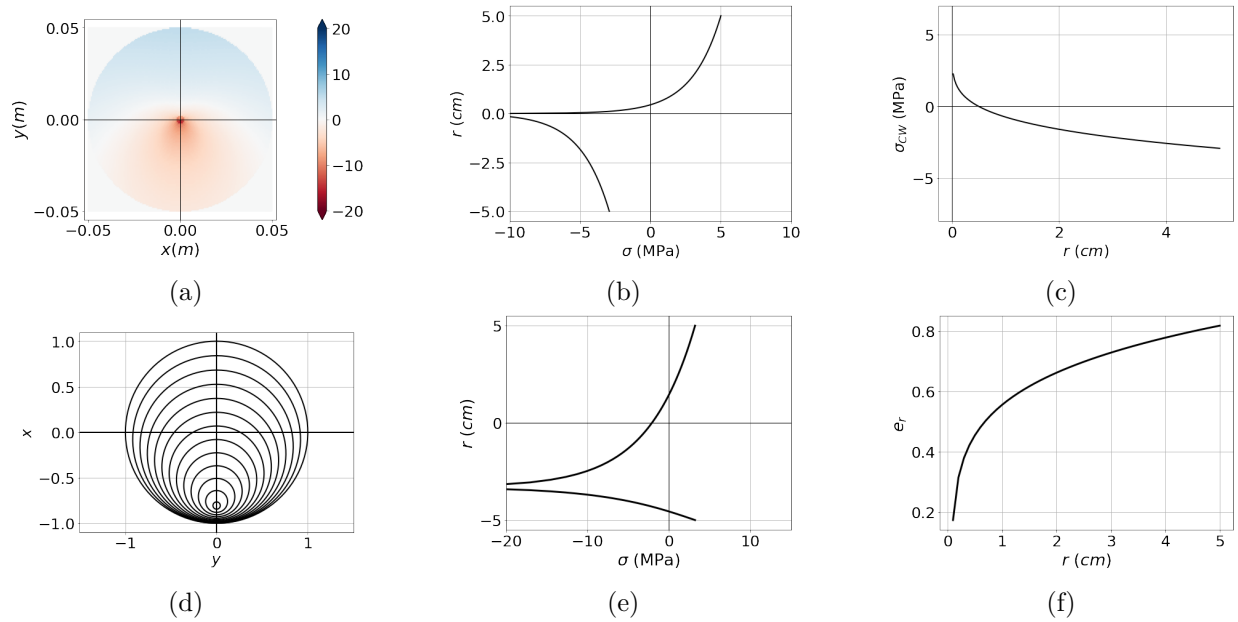 0.05
0.00
−0.05
y(m)
−0.05 0.00 0.05
x(m)
20
10
0
−10
−20
(a)
5.0
2.5
0.0
−2.5
−5.0
r (cm)
−10 −5 0 5 10
σ (MPa)
(b)
5
0
−5
σCW (MPa)
0 2 4
r (cm)
(c)
1.0
0.5
0.0
−0.5
−1.0
x
−1 0 1
y
(d)
5
0
−5
r (cm)
−20 −10 0 10
σ (MPa)
(e)
0.8
0.6
0.4
0.2
er
0 1 2 3 4 5
r (cm)
(f)